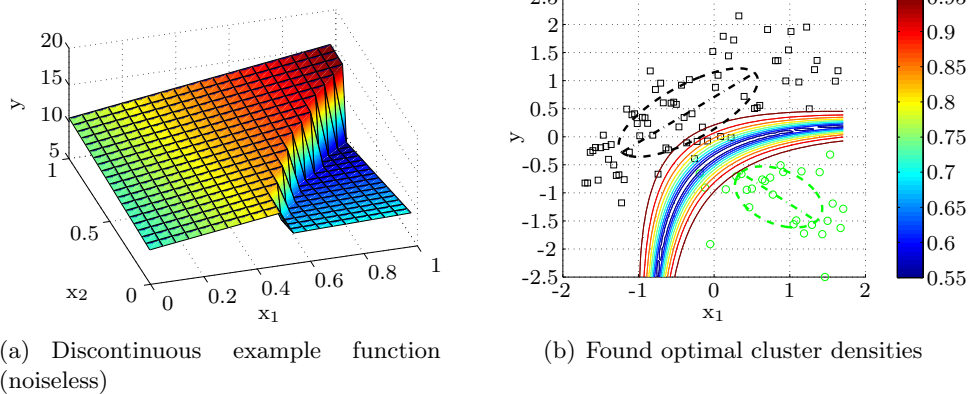 20
15
10
5
y
1
0.5
0
x2
0 0.2 0.4 0.6 0.8 1
x1
(a) Discontinuous example function
(noiseless)
2.5
2
1.5
1
0.5
0
-0.5
-1
-1.5
-2
-2.5
y
-2 -1 0 1 2
x1
0.95
0.9
0.85
0.8
0.75
0.7
0.65
0.6
0.55
(b) Found optimal cluster densities